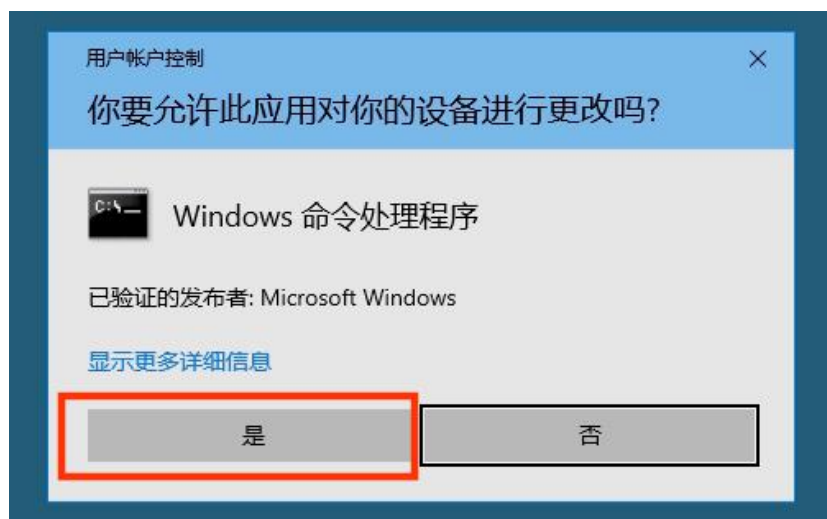 用户帐户控制
你要允许此应用对你的设备进行更改吗?
C:\
Windows 命令处理程序
已验证的发布者: Microsoft Windows
显示更多详细信息
是
否